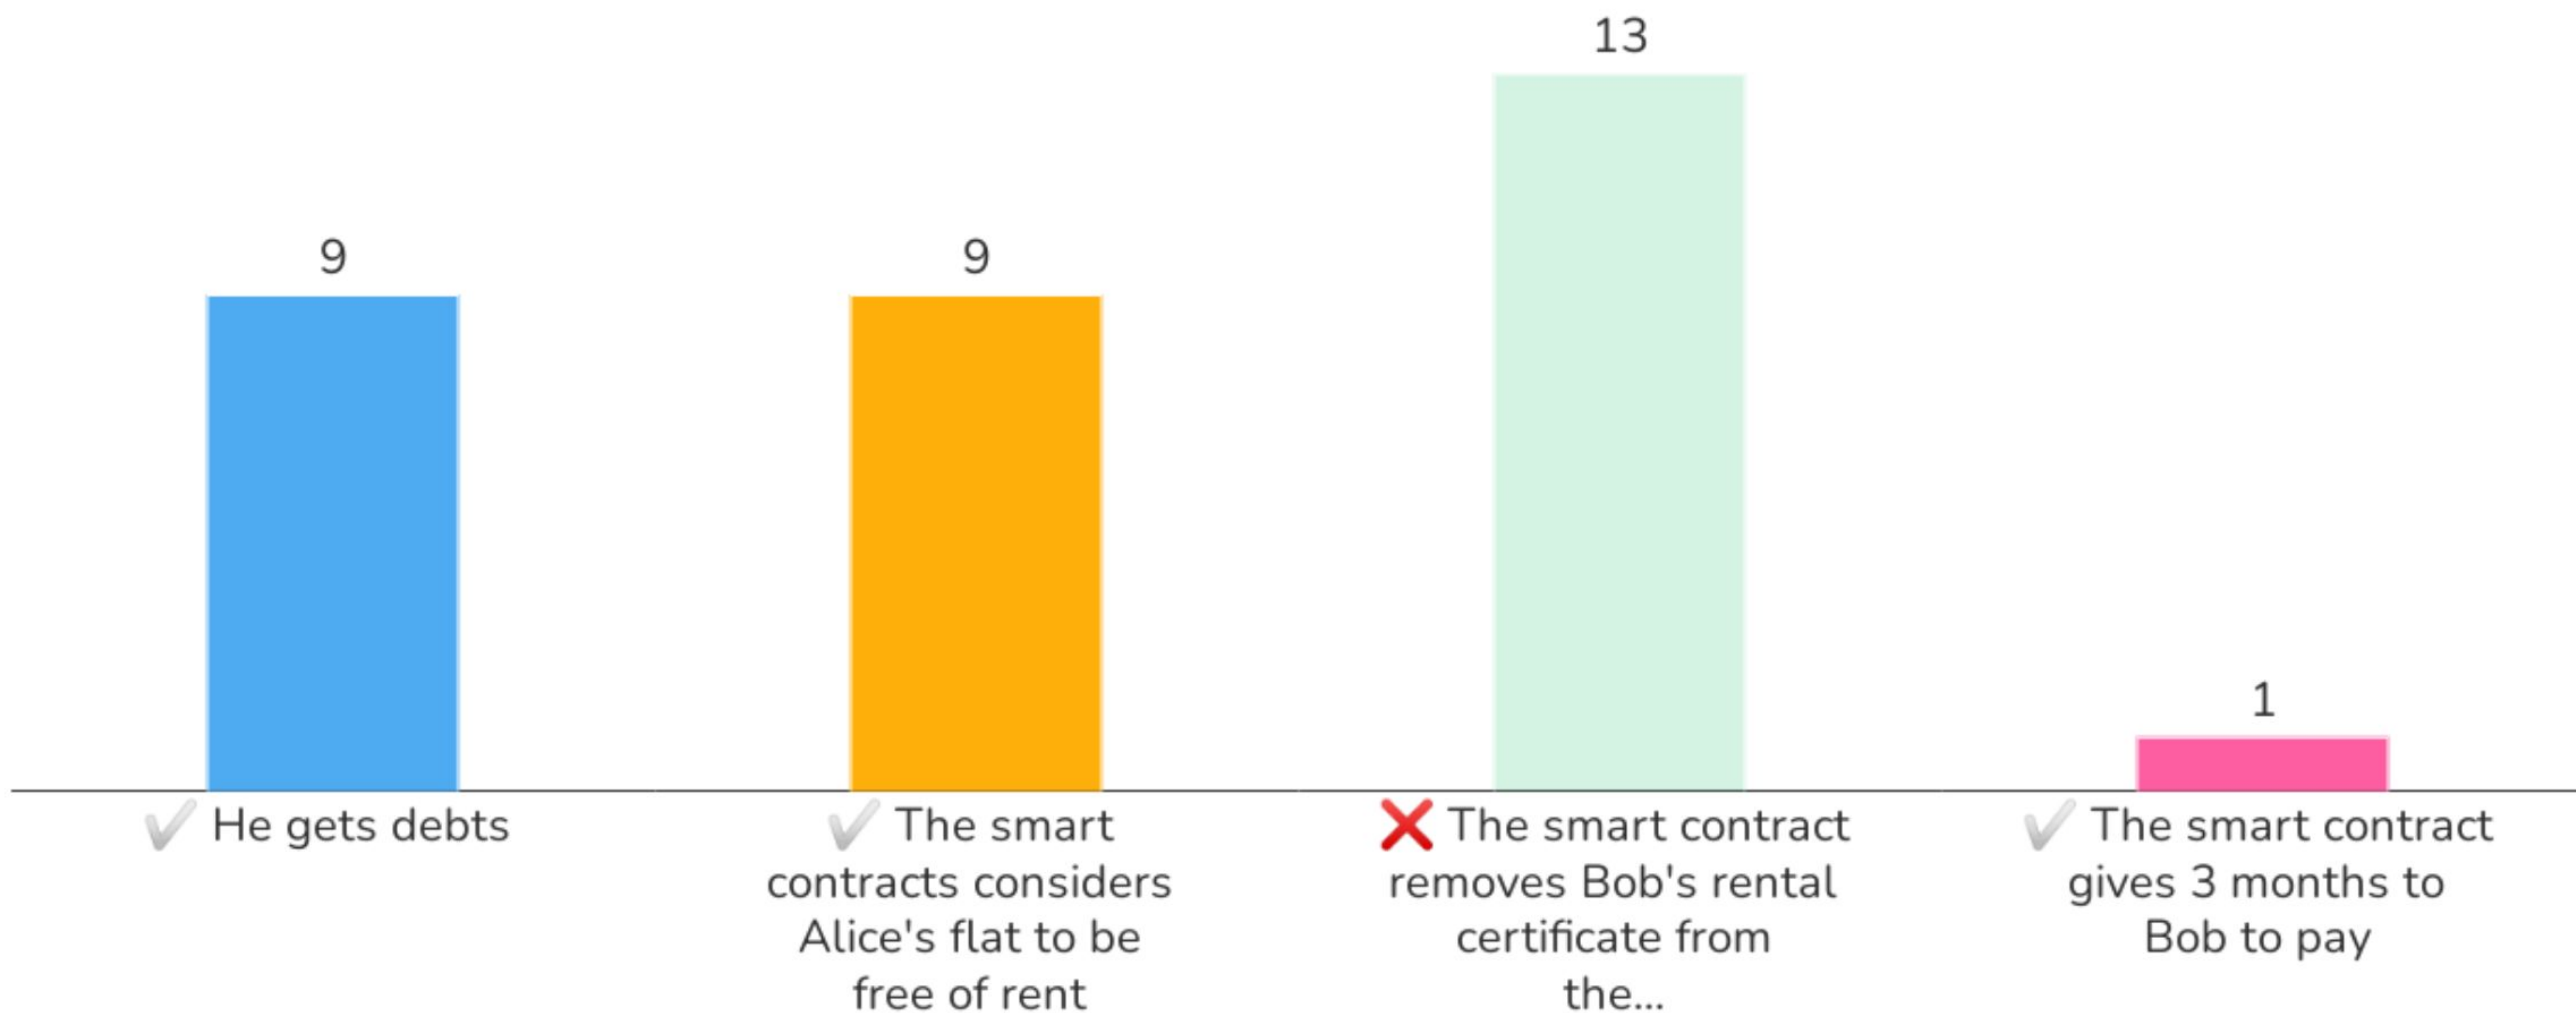 13
9
9
1
✔️ He gets debts
✔️ The smart
contracts considers
Alice's flat to be
free of rent
❌ The smart contract
removes Bob's rental
certificate from
the...
✔️ The smart contract
gives 3 months to
Bob to pay